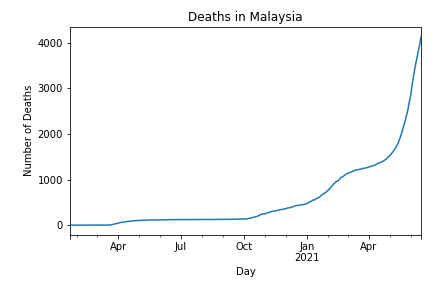 Deaths in Malaysia
4000
3000
2000
1000
0
Number of Deaths
Apr
Jul
Oct
Jan
2021
Apr
Day